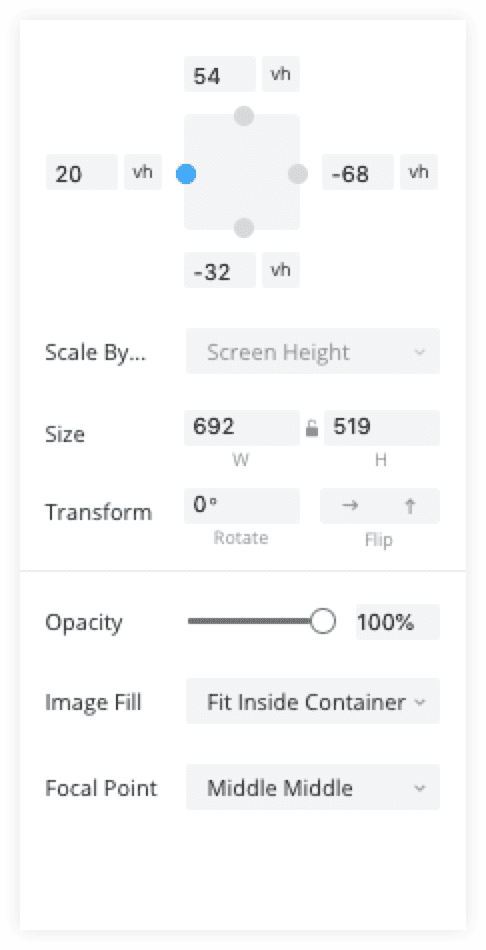 54 vh
20 vh -68 vh
-32 vh
Scale By... Screen Height
Size 692 519
W H
Transform 0°
Rotate Flip
Opacity 100%
Image Fill Fit Inside Container
Focal Point Middle Middle